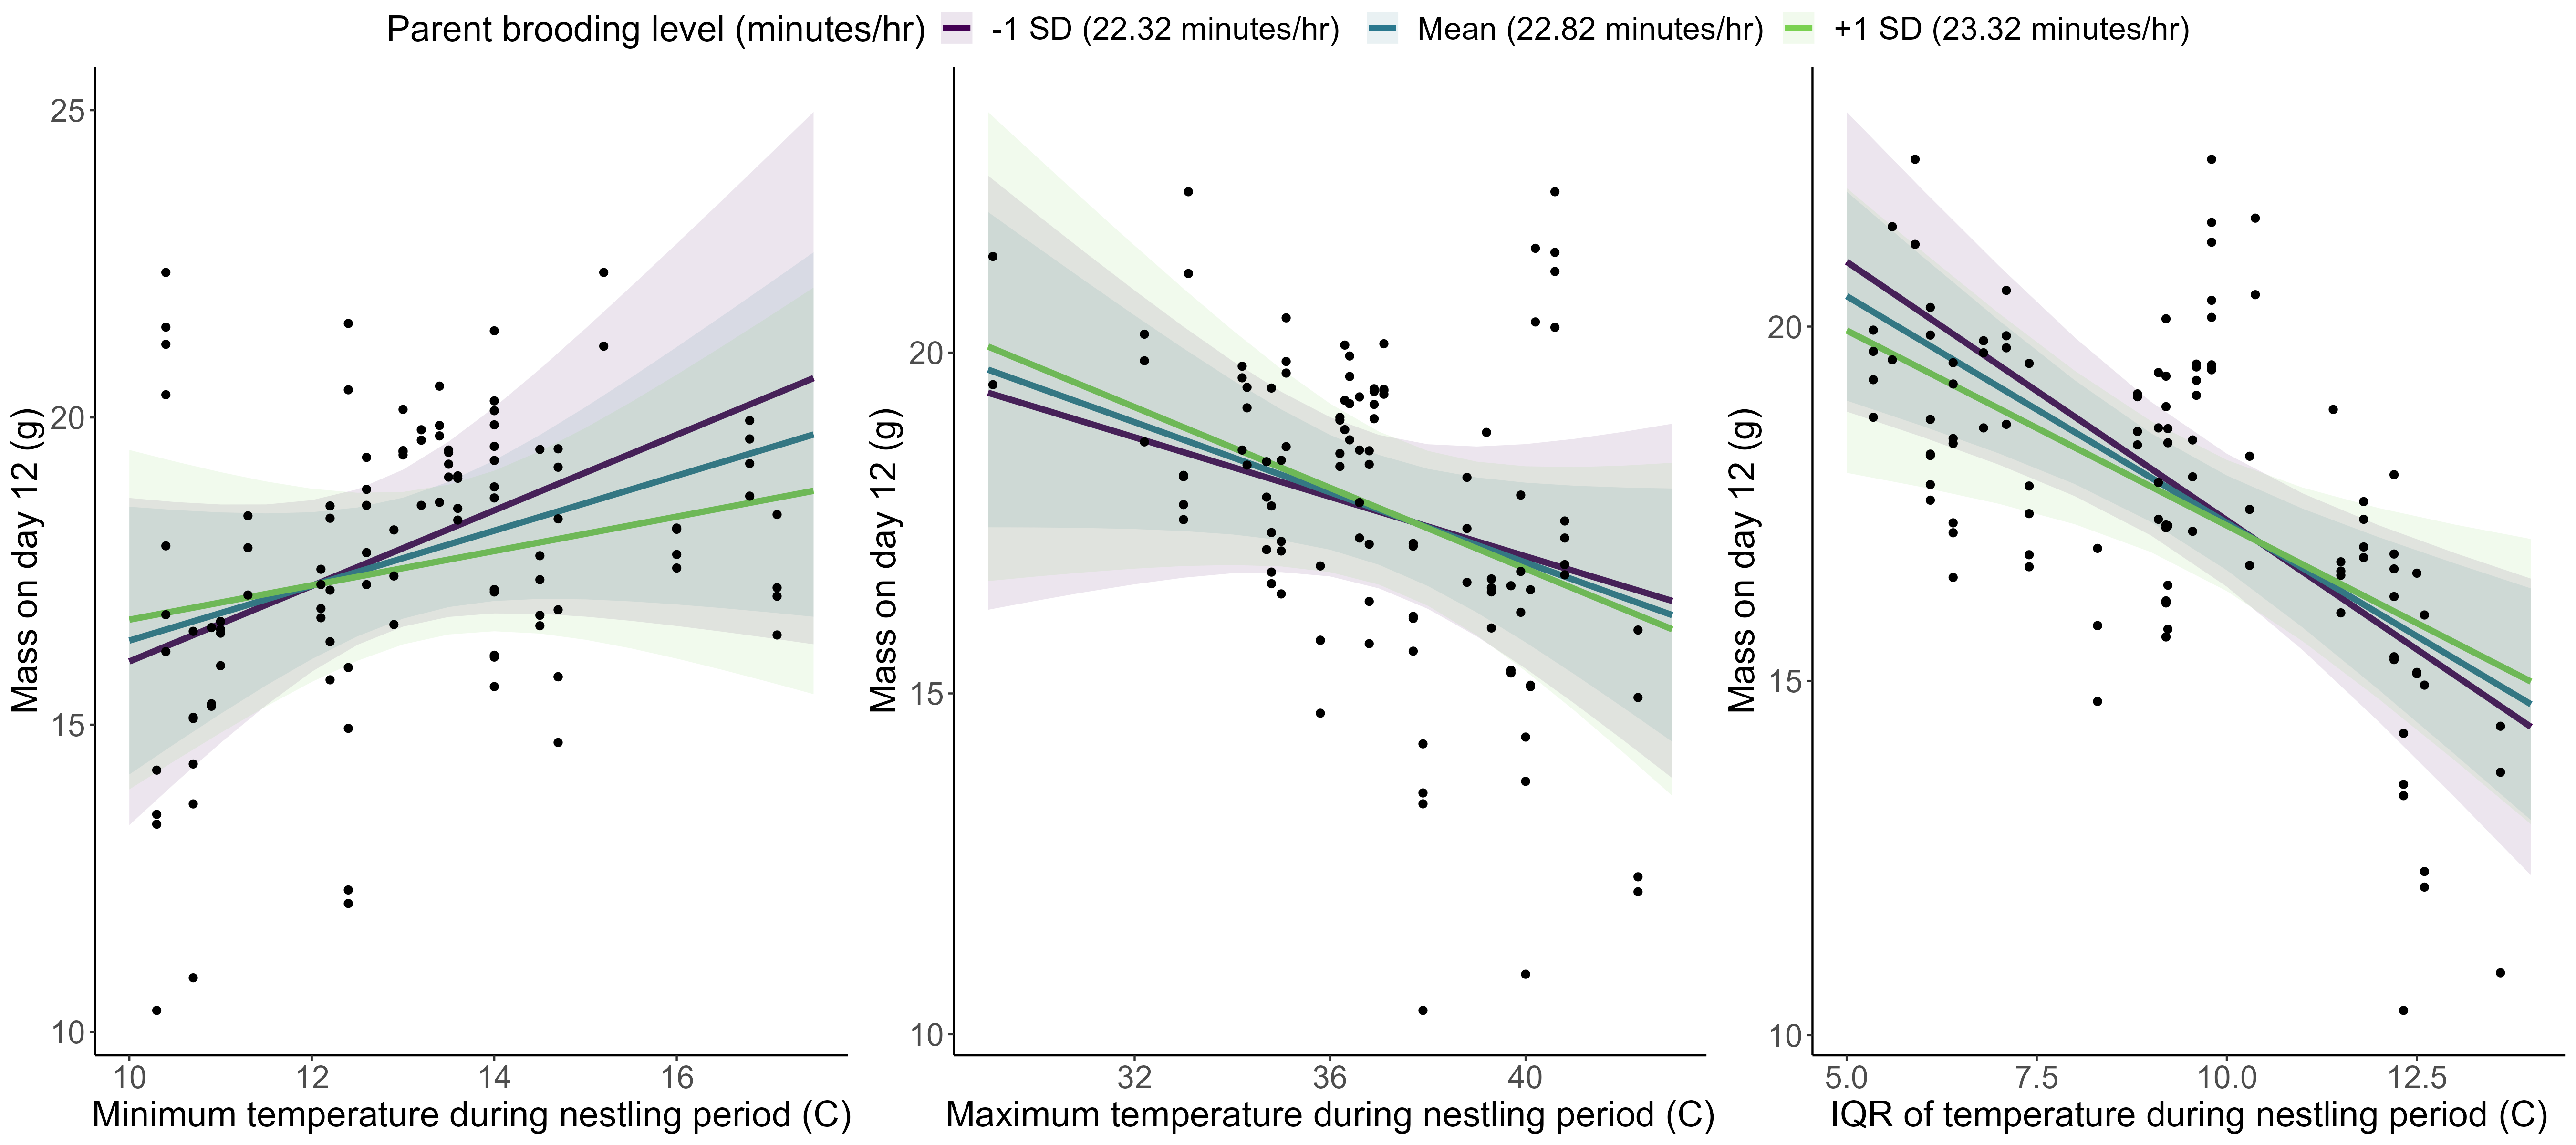 Parent brooding level (minutes/hr) -1 SD (22.32 minutes/hr) Mean (22.82 minutes/hr) +1 SD (23.32 minutes/hr)
Mass on day 12 (g)
25
20
15
10
10 12 14 16
Minimum temperature during nestling period (C)
Mass on day 12 (g)
20
15
10
32 36 40
Maximum temperature during nestling period (C)
Mass on day 12 (g)
20
15
10
5.0 7.5 10.0 12.5
IQR of temperature during nestling period (C)